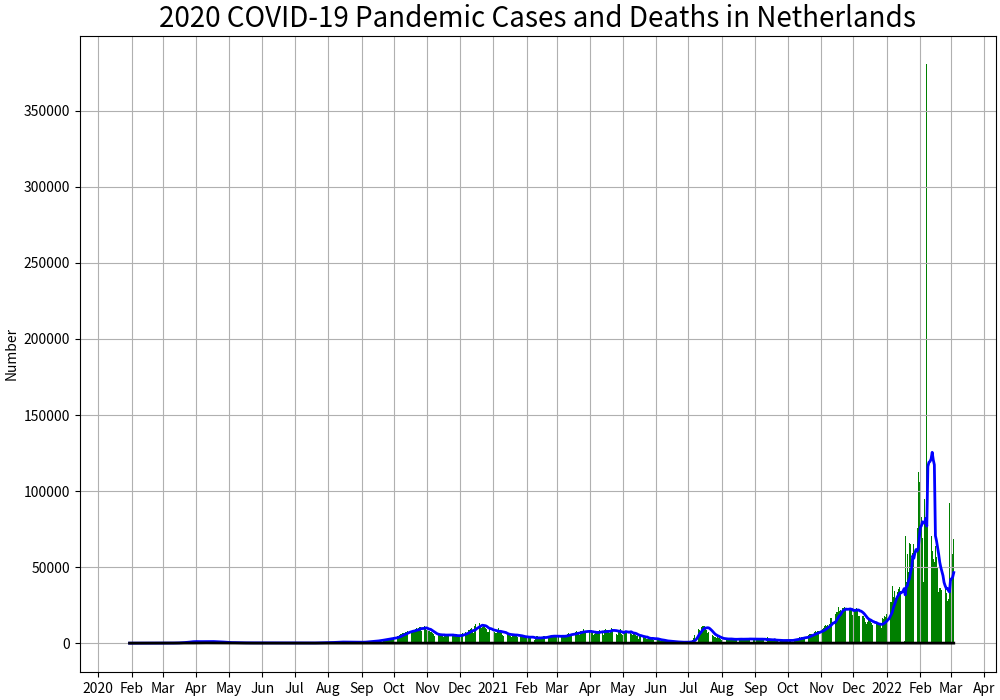 2020 COVID-19 Pandemic Cases and Deaths in Netherlands
Number
350000
300000
250000
200000
150000
100000
50000
0
2020 Feb Mar Apr May Jun Jul Aug Sep Oct Nov Dec 2021 Feb Mar Apr May Jun Jul Aug Sep Oct Nov Dec 2022 Feb Mar Apr